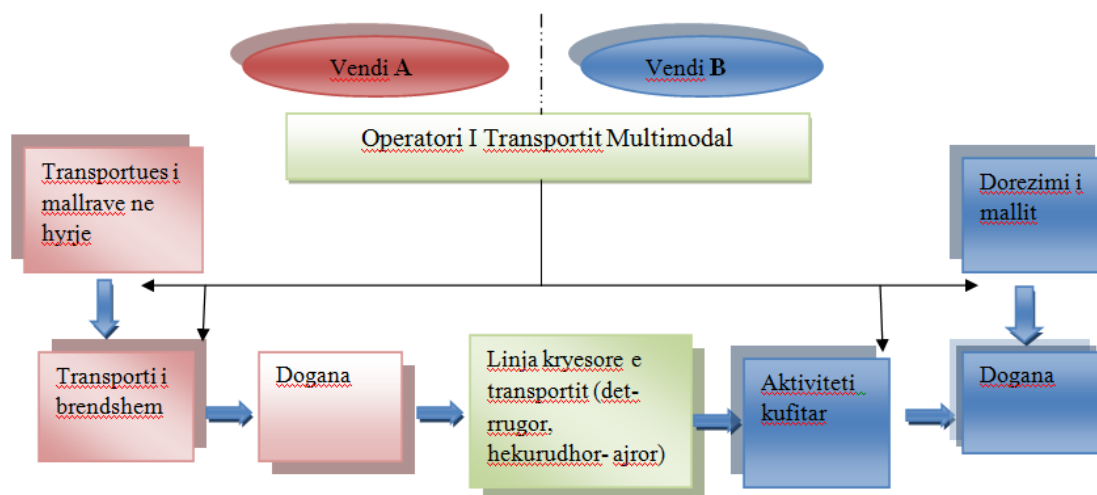 Vendi A
Vendi B
Operatori I Transportit Multimodal
Transportues i
mallrave ne
hyrje
Dorezimi i
mallit
Transporti i
brendshem
Dogana
Linja kryesore e
transportit (det-
rrugor,
hekurudhor- ajror)
Aktiviteti
kufitar
Dogana